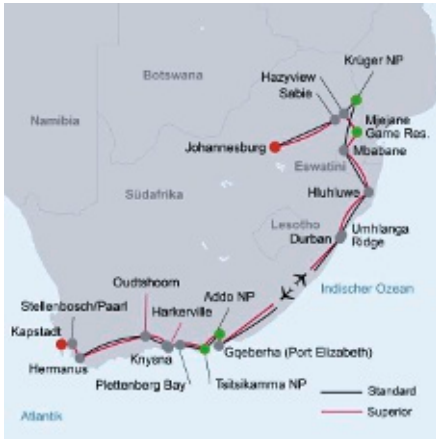 Krüger NP
Botswana
Hazyview
Sabie
Namibia
Mjejane
Game Res.
Johannesburg
Mbabane
Eswatini
Südafrika
Hluhluwe
Lesotho
Durban
Umhlanga
Ridge
Oudtshoorn
Addo NP
Indischer Ozean
Stellenbosch/Paarl
Harkerville
Kapstadt
Gqeberha (Port Elizabeth)
Hermanus
Knysna
Plettenberg Bay
Tsitsikamma NP
Standard
Superior
Atlantik